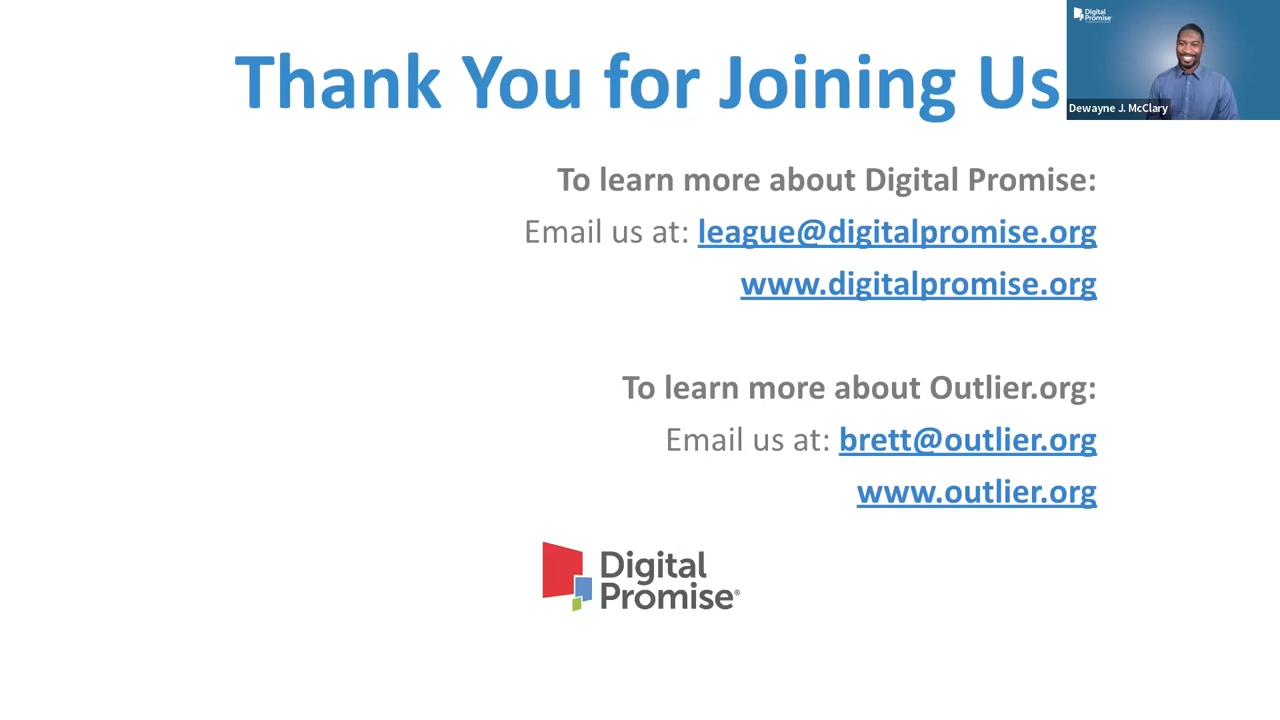 Thank You for Joining Us
Digital
Promise
Dewayne J. McClary
To learn more about Digital Promise:
Email us at: league@digitalpromise.org
www.digitalpromise.org
To learn more about Outlier.org:
Email us at: brett@outlier.org
www.outlier.org
Digital
Promise®